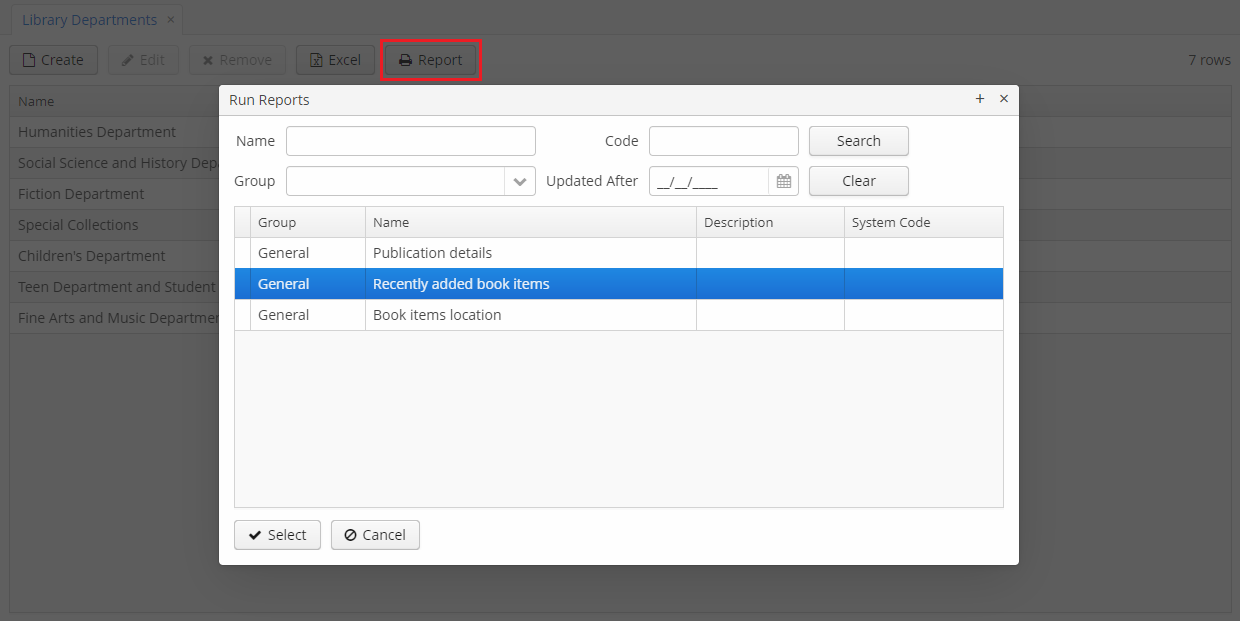 Library Departments ×
Create Edit Remove Excel Report 7 rows
Name
Humanities Department
Social Science and History Dep
Fiction Department
Special Collections
Children's Department
Teen Department and Student
Fine Arts and Music Departmen
Run Reports + ×
Name Code Search
Group Updated After __/__/____ Clear
Group Name Description System Code
General Publication details
General Recently added book items
General Book items location
Select Cancel